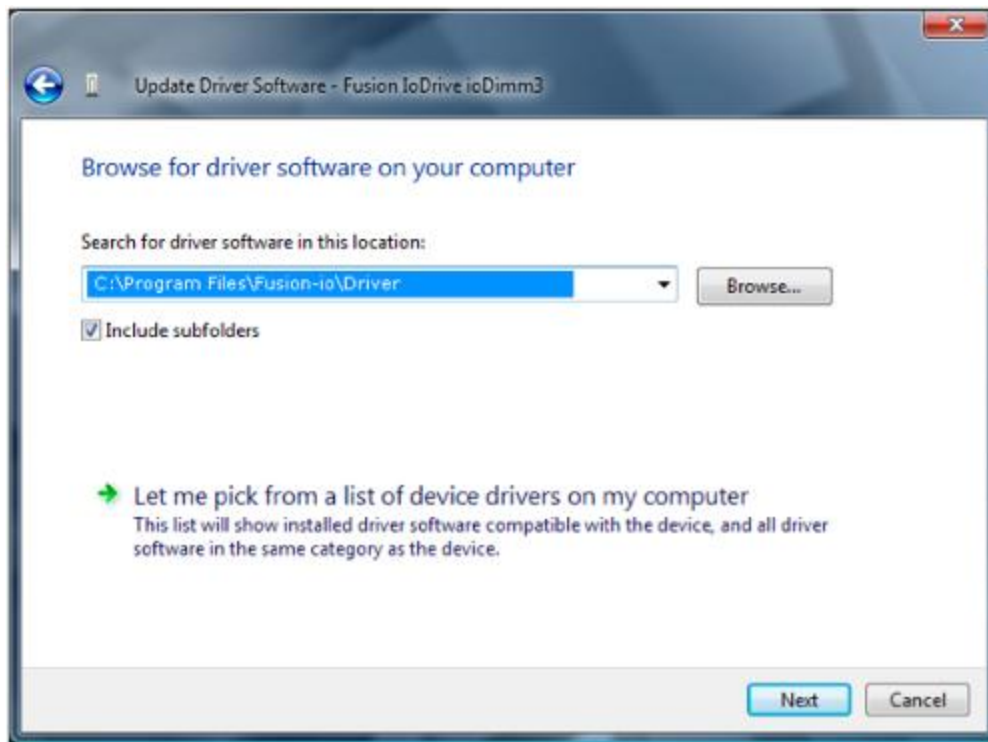 Update Driver Software - Fusion IoDrive ioDimm3
Browse for driver software on your computer
Search for driver software in this location:
C:\Program Files\Fusion-io\Driver
Browse...
Include subfolders
Let me pick from a list of device drivers on my computer
This list will show installed driver software compatible with the device, and all driver
software in the same category as the device.
Next
Cancel